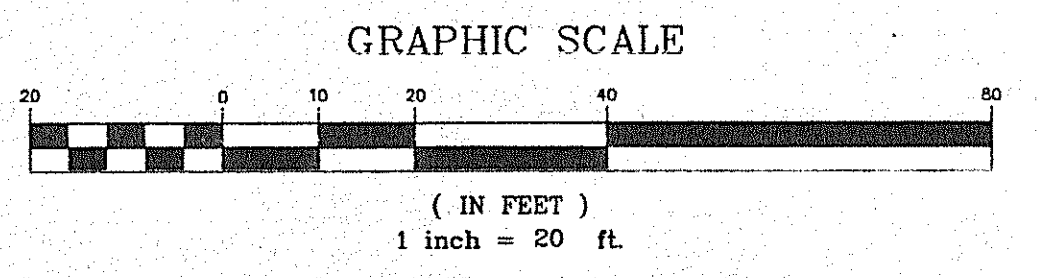 GRAPHIC SCALE
20 0 10 20 40 80
( IN FEET )
1 inch = 20 ft.